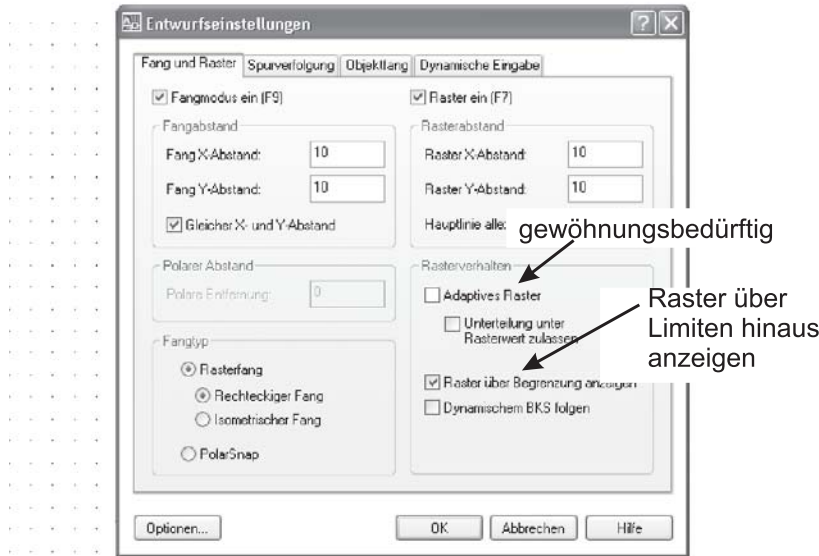 Entwurfseinstellungen
Fang und Raster Spurverfolgung Objektfang Dynamische Eingabe
Fangmodus ein (F9)
Fangabstand
Fang X-Abstand: 10
Fang Y-Abstand: 10
Gleicher X- und Y-Abstand
Polarer Abstand
Polare Entfernung: 0
Fangtyp
Rasterfang
Rechteckiger Fang
Isometrischer Fang
PolarSnap
Raster ein (F7)
Rasterabstand
Raster X-Abstand: 10
Raster Y-Abstand: 10
Hauptlinie alle:
gewöhnungsbedürftig
Rasterverhalten
Adaptives Raster
Unterteilung unter
Rasterwert zulassen
Raster über Begrenzung anzeigen
Dynamischem BKS folgen
Raster über
Limiten hinaus
anzeigen
Optionen... OK Abbrechen Hilfe